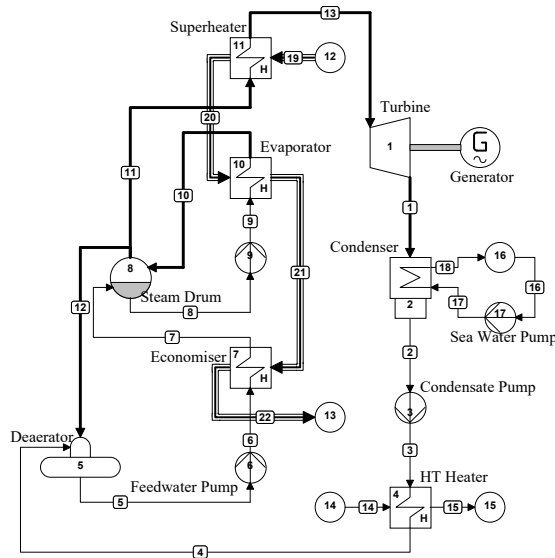 13
Superheater
11
H
19
12
Turbine
20
1
G
Evaporator
10
H
Generator
11
10
1
9
Condenser
18
16
8
9
21
16
2
17
17
Steam Drum
8
Sea Water Pump
12
7
2
Economiser
7
H
Condensate Pump
3
22
13
Deaerator
6
3
5
HT Heater
Feedwater Pump
6
14
14
4
H
15
15
5
4